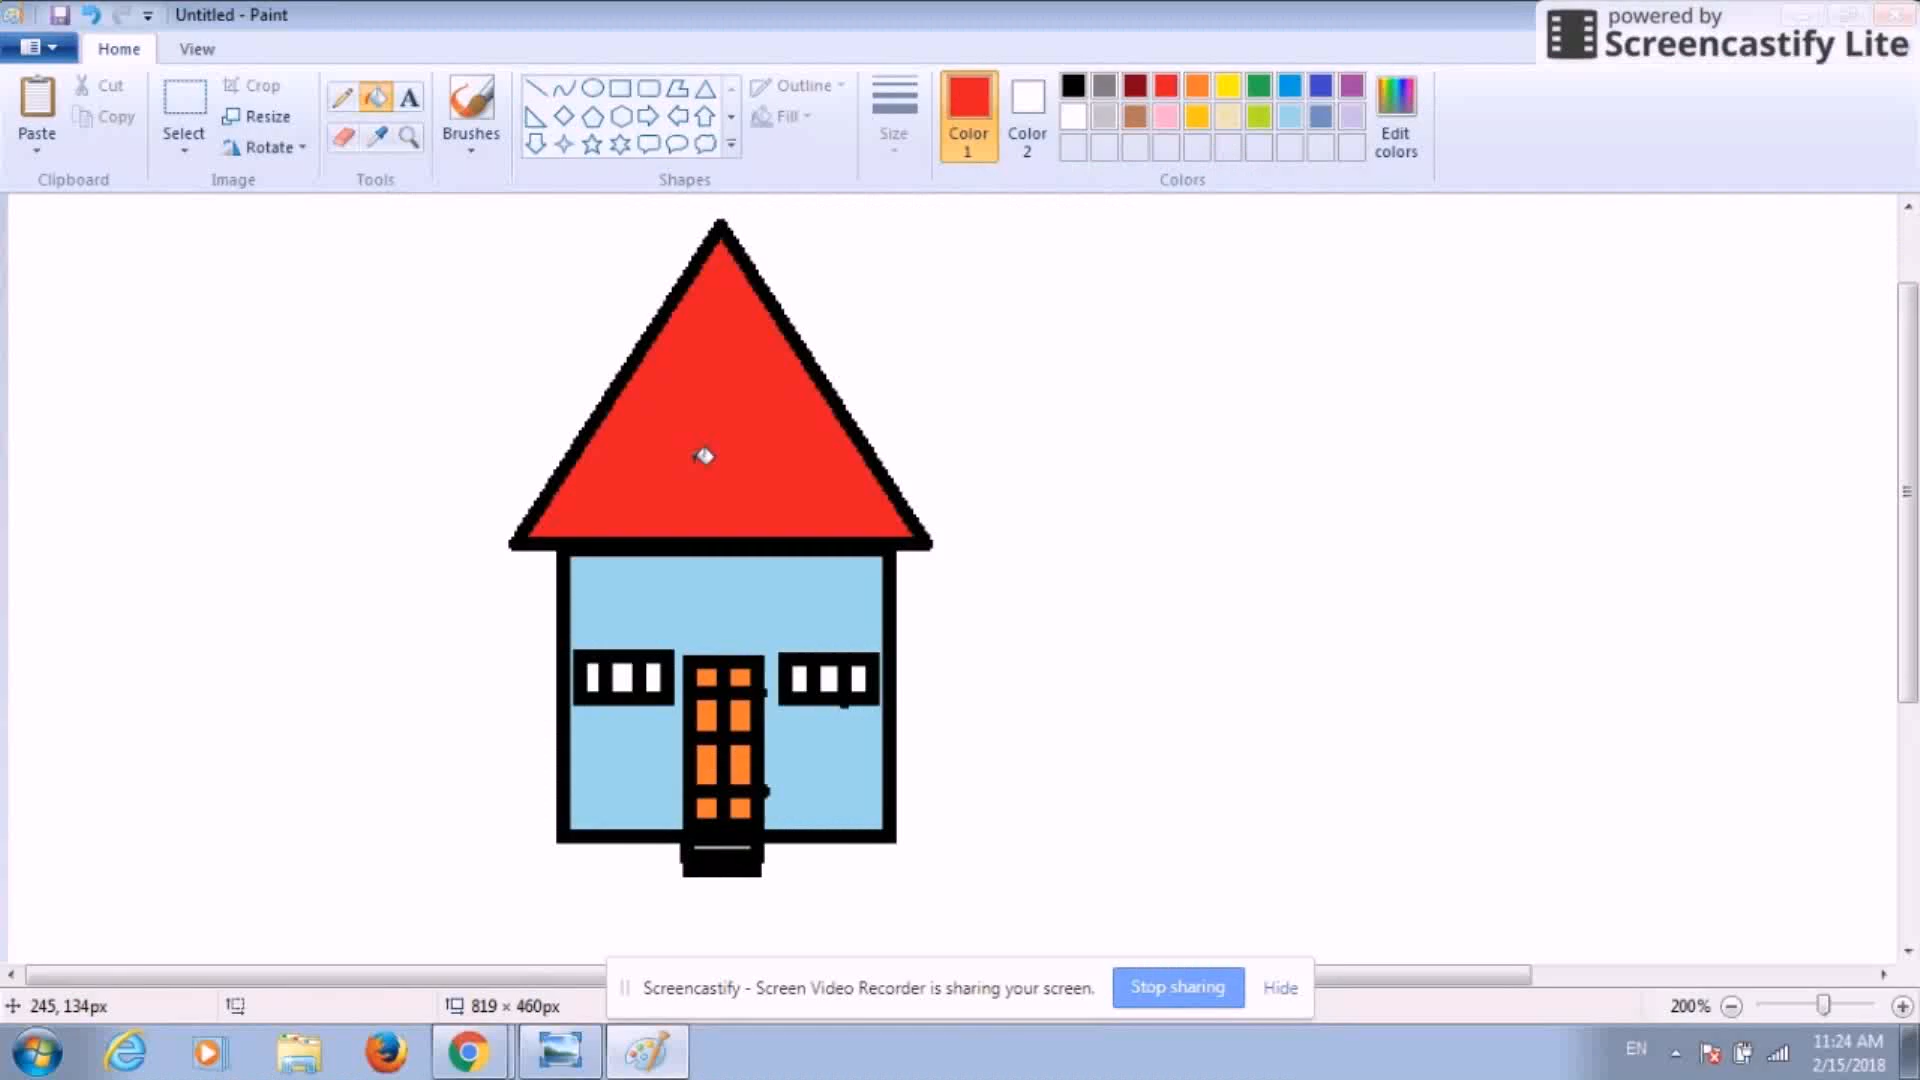 Untitled - Paint
powered by
Screencastify Lite
Home
View
Paste
Cut
Copy
Clipboard
Select
Crop
Resize
Rotate
Image
A
Tools
Brushes
Shapes
Outline
Fill
Size
Color
1
Color
2
Edit
colors
Colors
Screencastify - Screen Video Recorder is sharing your screen.
Stop sharing
Hide
245, 134px
819 × 460px
200%
EN
11:24 AM
2/15/2018